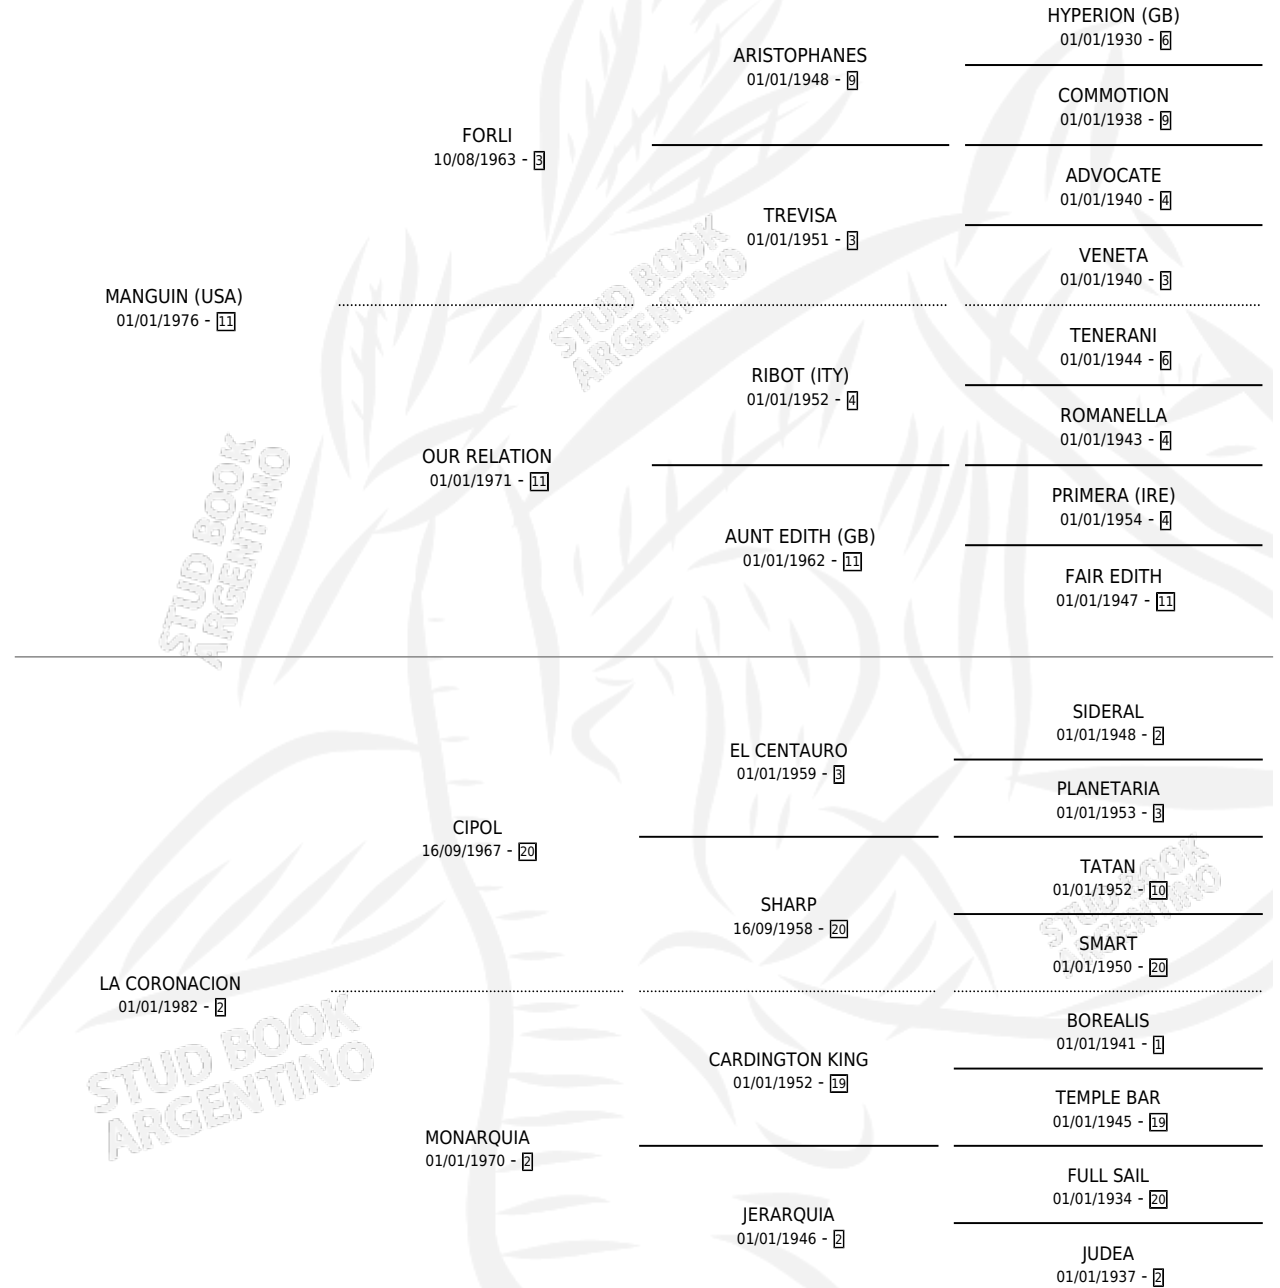 HYPERION (GB)
01/01/1930 - 6
ARISTOPHANES
01/01/1948 - 9
COMMOTION
01/01/1938 - 9
FORLI
10/08/1963 - 3
ADVOCATE
01/01/1940 - 4
TREVISA
01/01/1951 - 3
VENETA
01/01/1940 - 3
MANGUIN (USA)
01/01/1976 - 11
TENERANI
01/01/1944 - 6
RIBOT (ITY)
01/01/1952 - 4
ROMANELLA
01/01/1943 - 4
OUR RELATION
01/01/1971 - 11
PRIMERA (IRE)
01/01/1954 - 4
AUNT EDITH (GB)
01/01/1962 - 11
FAIR EDITH
01/01/1947 - 11
STUD BOOK
ARGENTINO
STUD BOOK
ARGENTINO
SIDERAL
01/01/1948 - 2
EL CENTAURO
01/01/1959 - 3
PLANETARIA
01/01/1953 - 3
CIPOL
16/09/1967 - 20
TATAN
01/01/1952 - 10
SHARP
16/09/1958 - 20
SMART
01/01/1950 - 20
STUD BOOK
ARGENTINO
LA CORONACION
01/01/1982 - 2
BOREALIS
01/01/1941 - 1
CARDINGTON KING
01/01/1952 - 19
TEMPLE BAR
01/01/1945 - 19
MONARQUIA
01/01/1970 - 2
FULL SAIL
01/01/1934 - 20
JERARQUIA
01/01/1946 - 2
JUDEA
01/01/1937 - 2
STUD BOOK
ARGENTINO